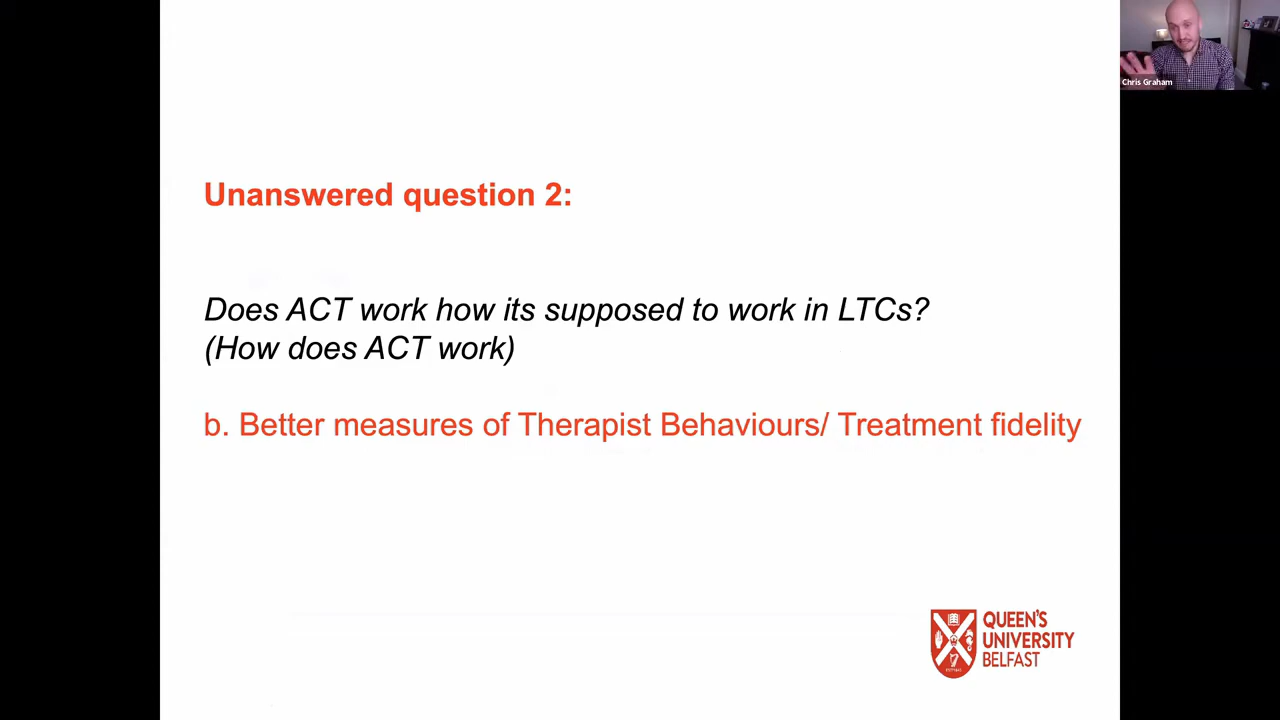 Chris Graham
Unanswered question 2:
Does ACT work how its supposed to work in LTCs?
(How does ACT work)
b. Better measures of Therapist Behaviours/ Treatment fidelity
QUEEN'S
UNIVERSITY
BELFAST